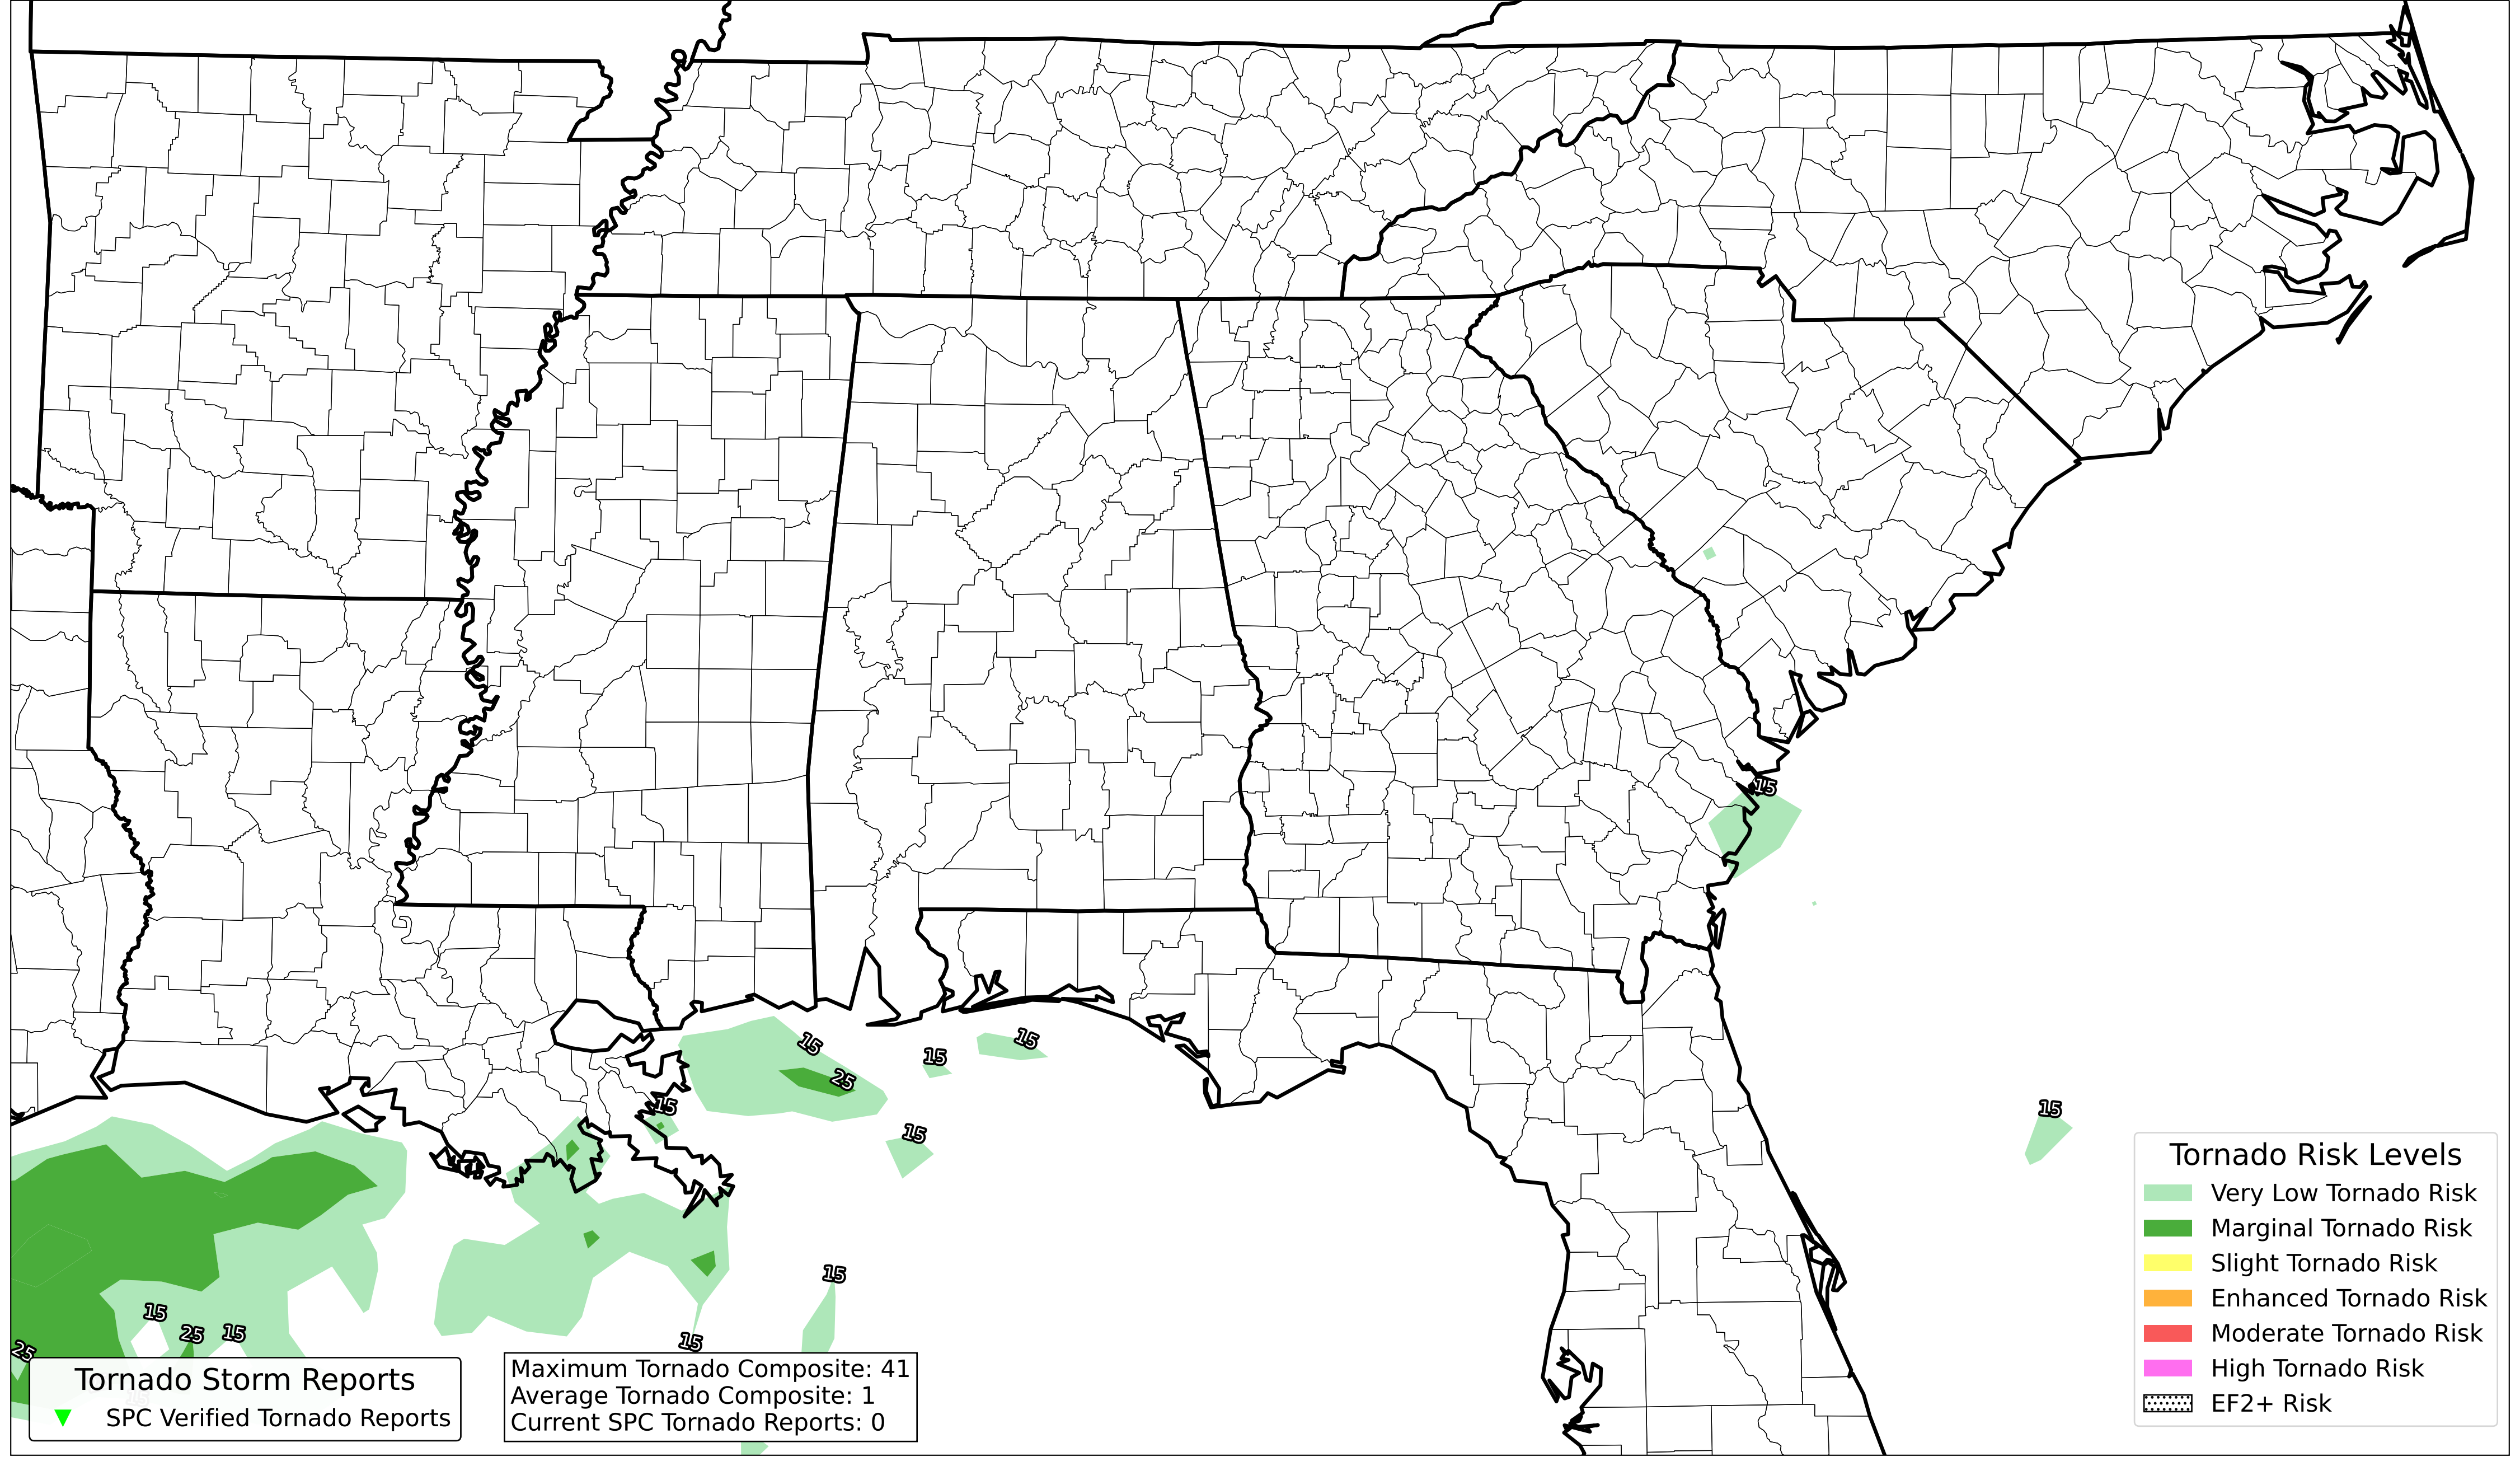 15
15
15
15
25
15
15
15
15
15
15
25
15
25
15
Tornado Storm Reports
SPC Verified Tornado Reports
Maximum Tornado Composite: 41
Average Tornado Composite: 1
Current SPC Tornado Reports: 0
Tornado Risk Levels
Very Low Tornado Risk
Marginal Tornado Risk
Slight Tornado Risk
Enhanced Tornado Risk
Moderate Tornado Risk
High Tornado Risk
EF2+ Risk